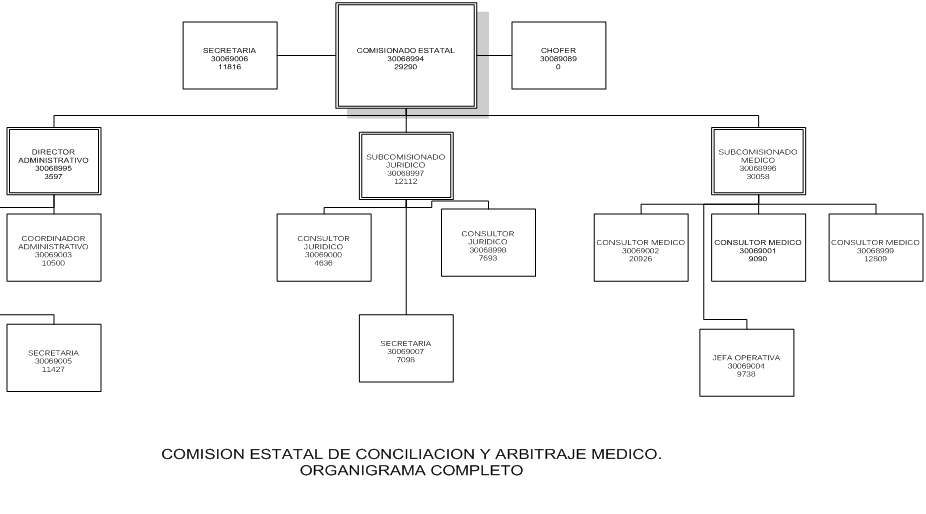 SECRETARIA
30069006
11816
COMISIONADO ESTATAL
30068994
29290
CHOFER
30089089
0
DIRECTOR
ADMINISTRATIVO
30068995
3597
SUBCOMISIONADO
JURIDICO
30068997
12112
SUBCOMISIONADO
MEDICO
30068996
30058
COORDINADOR
ADMINISTRATIVO
30069003
10500
CONSULTOR
JURIDICO
30069000
4636
CONSULTOR
JURIDICO
30068998
7693
CONSULTOR MEDICO
30069002
20926
CONSULTOR MEDICO
30069001
9090
CONSULTOR MEDICO
30068999
12809
SECRETARIA
30069005
11427
SECRETARIA
30069007
7098
JEFA OPERATIVA
30069004
9738
COMISION ESTATAL DE CONCILIACION Y ARBITRAJE MEDICO.
ORGANIGRAMA COMPLETO